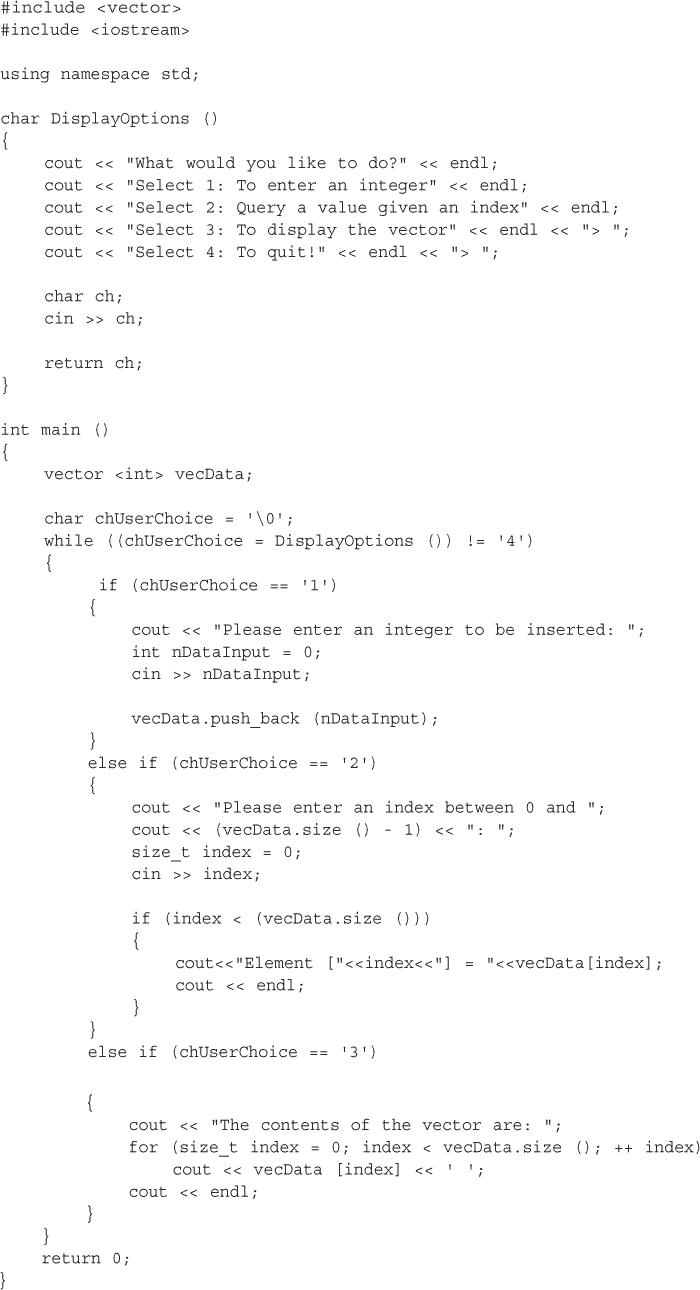 #include <vector>
#include <iostream>
using namespace std;
char DisplayOptions ()
{
cout << "What would you like to do?" << endl;
cout << "Select 1: To enter an integer" << endl;
cout << "Select 2: Query a value given an index" << endl;
cout << "Select 3: To display the vector" << endl << "> ";
cout << "Select 4: To quit!" << endl << "> ";
char ch;
cin >> ch;
return ch;
}
int main ()
{
vector <int> vecData;
char chUserChoice = '\0';
while ((chUserChoice = DisplayOptions ()) != '4')
{
if (chUserChoice == '1')
{
cout << "Please enter an integer to be inserted: ";
int nDataInput = 0;
cin >> nDataInput;
vecData.push_back (nDataInput);
}
else if (chUserChoice == '2')
{
cout << "Please enter an index between 0 and ";
cout << (vecData.size () - 1) << ": ";
size_t index = 0;
cin >> index;
if (index < (vecData.size ()))
{
cout<<"Element ["<<index<<"] = "<<vecData[index];
cout << endl;
}
}
else if (chUserChoice == '3')
{
cout << "The contents of the vector are: ";
for (size_t index = 0; index < vecData.size (); ++ index)
cout << vecData [index] << ' ';
cout << endl;
}
}
return 0;
}